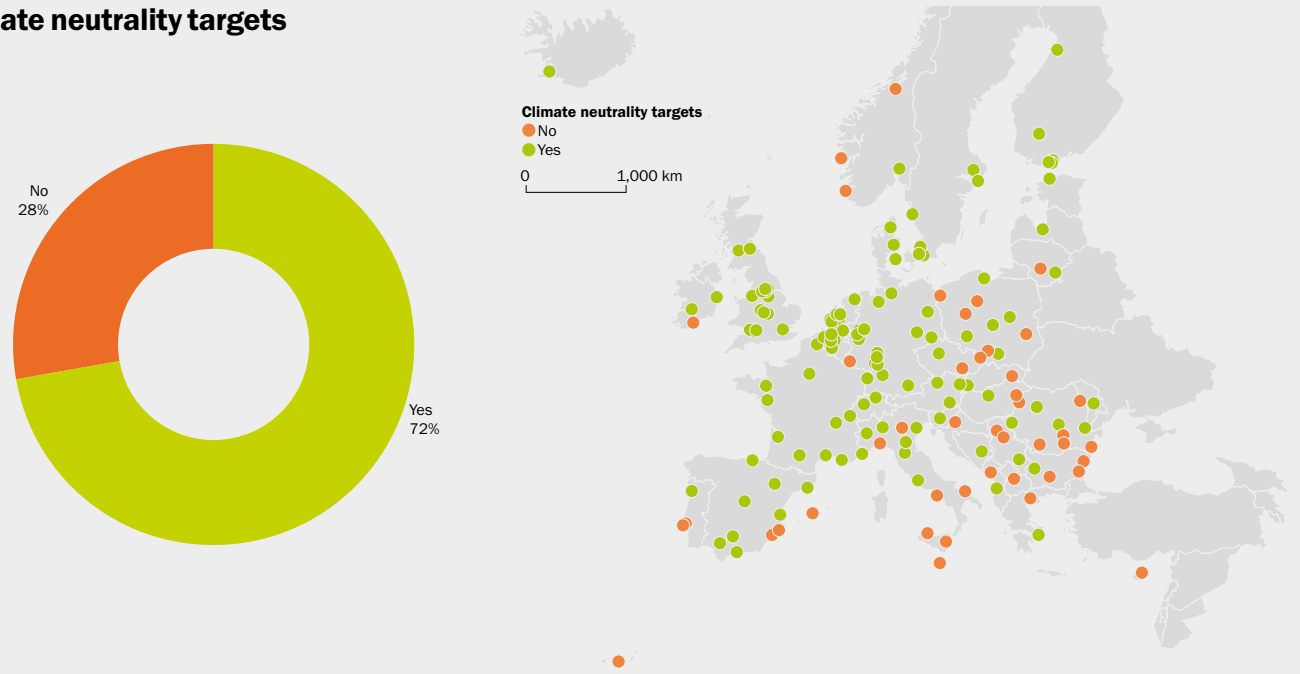 ate neutrality targets
No
28%
Yes
72%
Climate neutrality targets
No
Yes
0 1,000 km